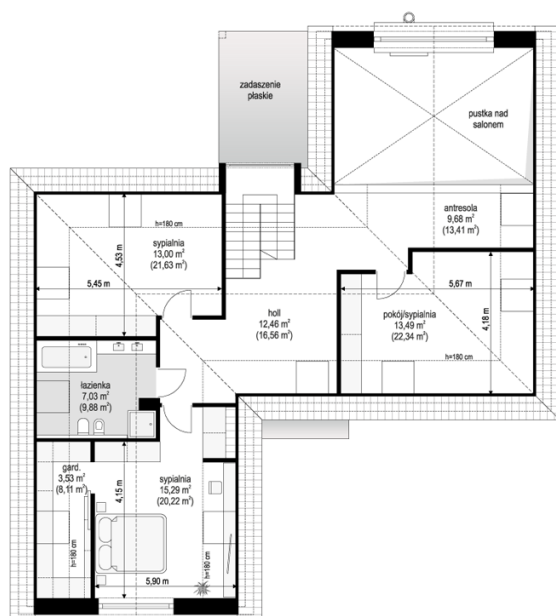 zadaszenie
płaskie
pustka nad
salonem
antresola
9,68 m²
(13,41 m²)
h=180 cm
sypialnia
13,00 m²
(21,63 m²)
4,53 m
5,45 m
holl
12,46 m²
(16,56 m²)
5,67 m
pokój/sypialnia
13,49 m²
(22,34 m²)
4,18 m
h=180 cm
łazienka
7,03 m²
(9,88 m²)
gard.
3,53 m²
(8,11 m²)
h=180 cm
4,15 m
sypialnia
15,29 m²
(20,22 m²)
h=180 cm
5,90 m